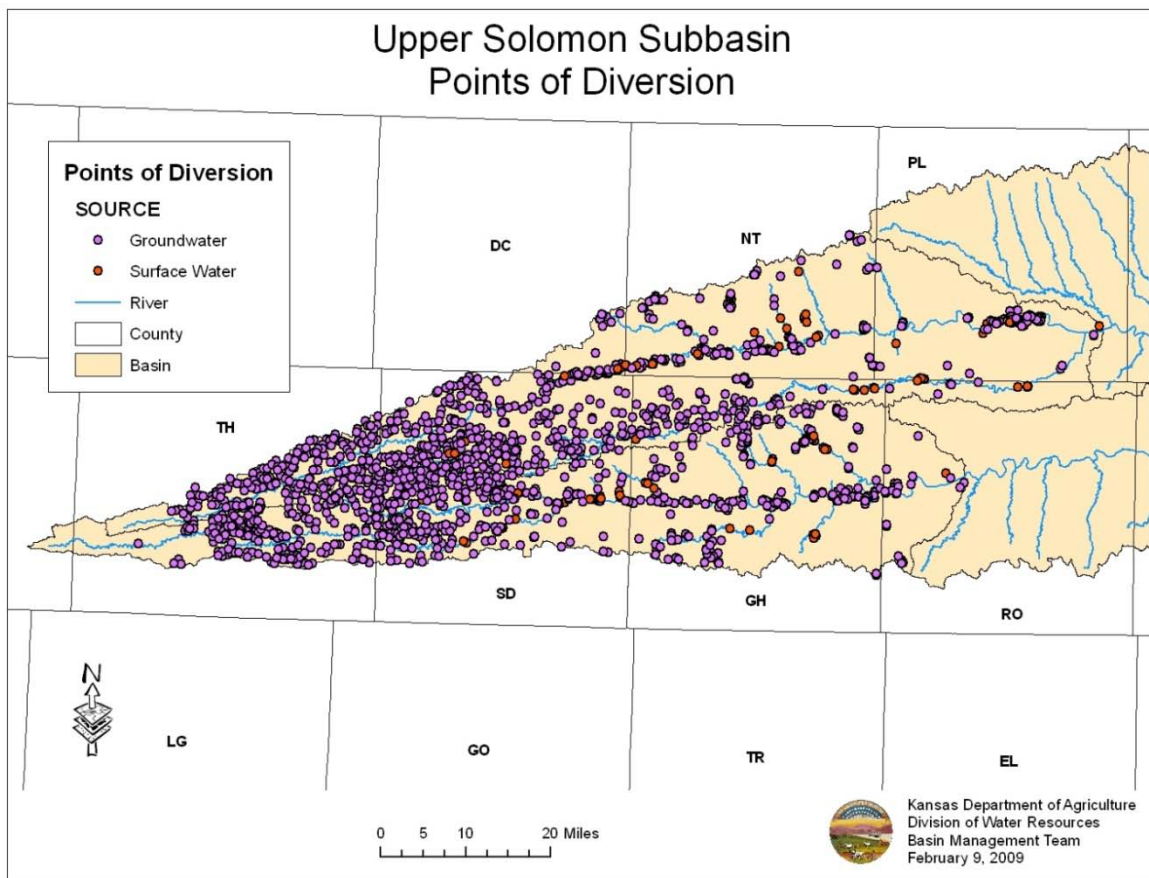 Upper Solomon Subbasin
Points of Diversion
Points of Diversion
SOURCE
Groundwater
Surface Water
River
County
Basin
PL
DC
NT
TH
SD
GH
RO
N
LG
GO
TR
EL
0 5 10 20 Miles
Kansas Department of Agriculture
Division of Water Resources
Basin Management Team
February 9, 2009